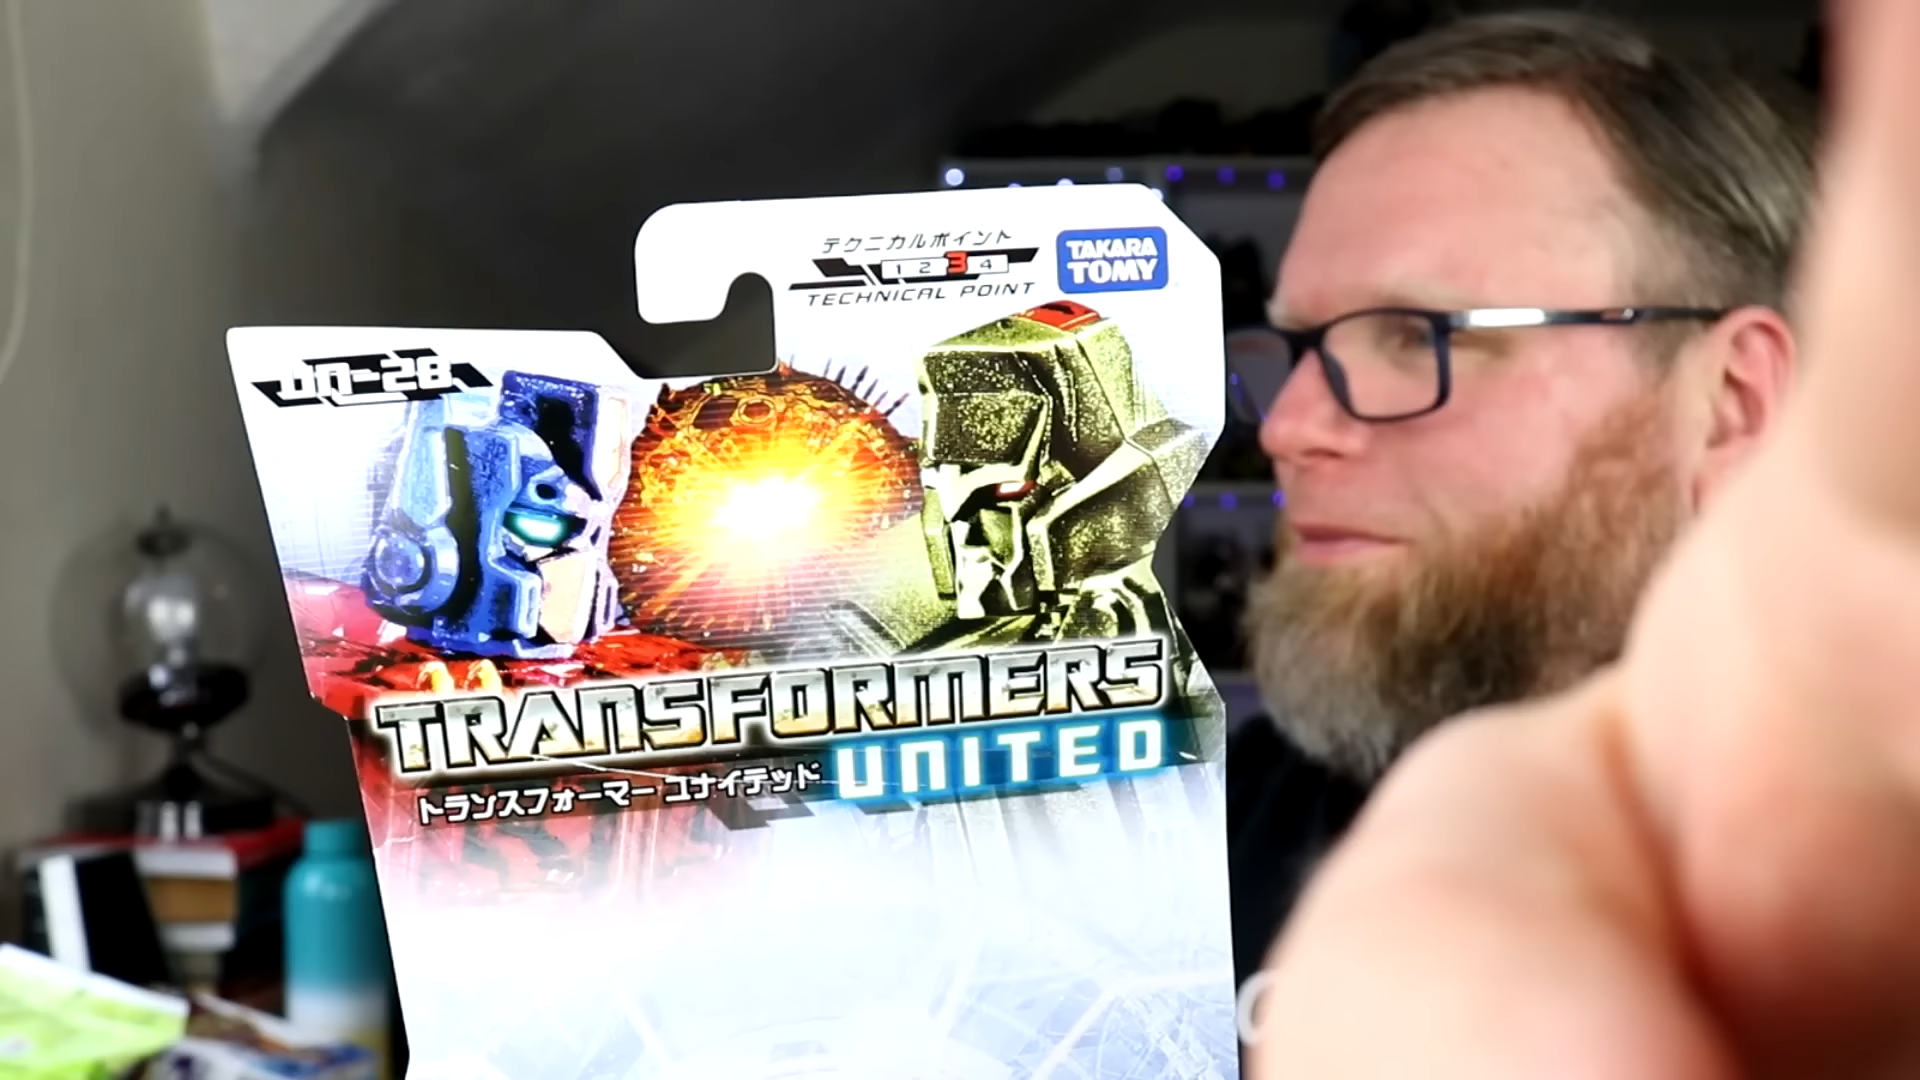 テクニカルポイント
1 2 3 4
TECHNICAL POINT
TAKARA
TOMY
UN-28
TRANSFORMERS
UNITED
トランスフォーマー ユナイテッド